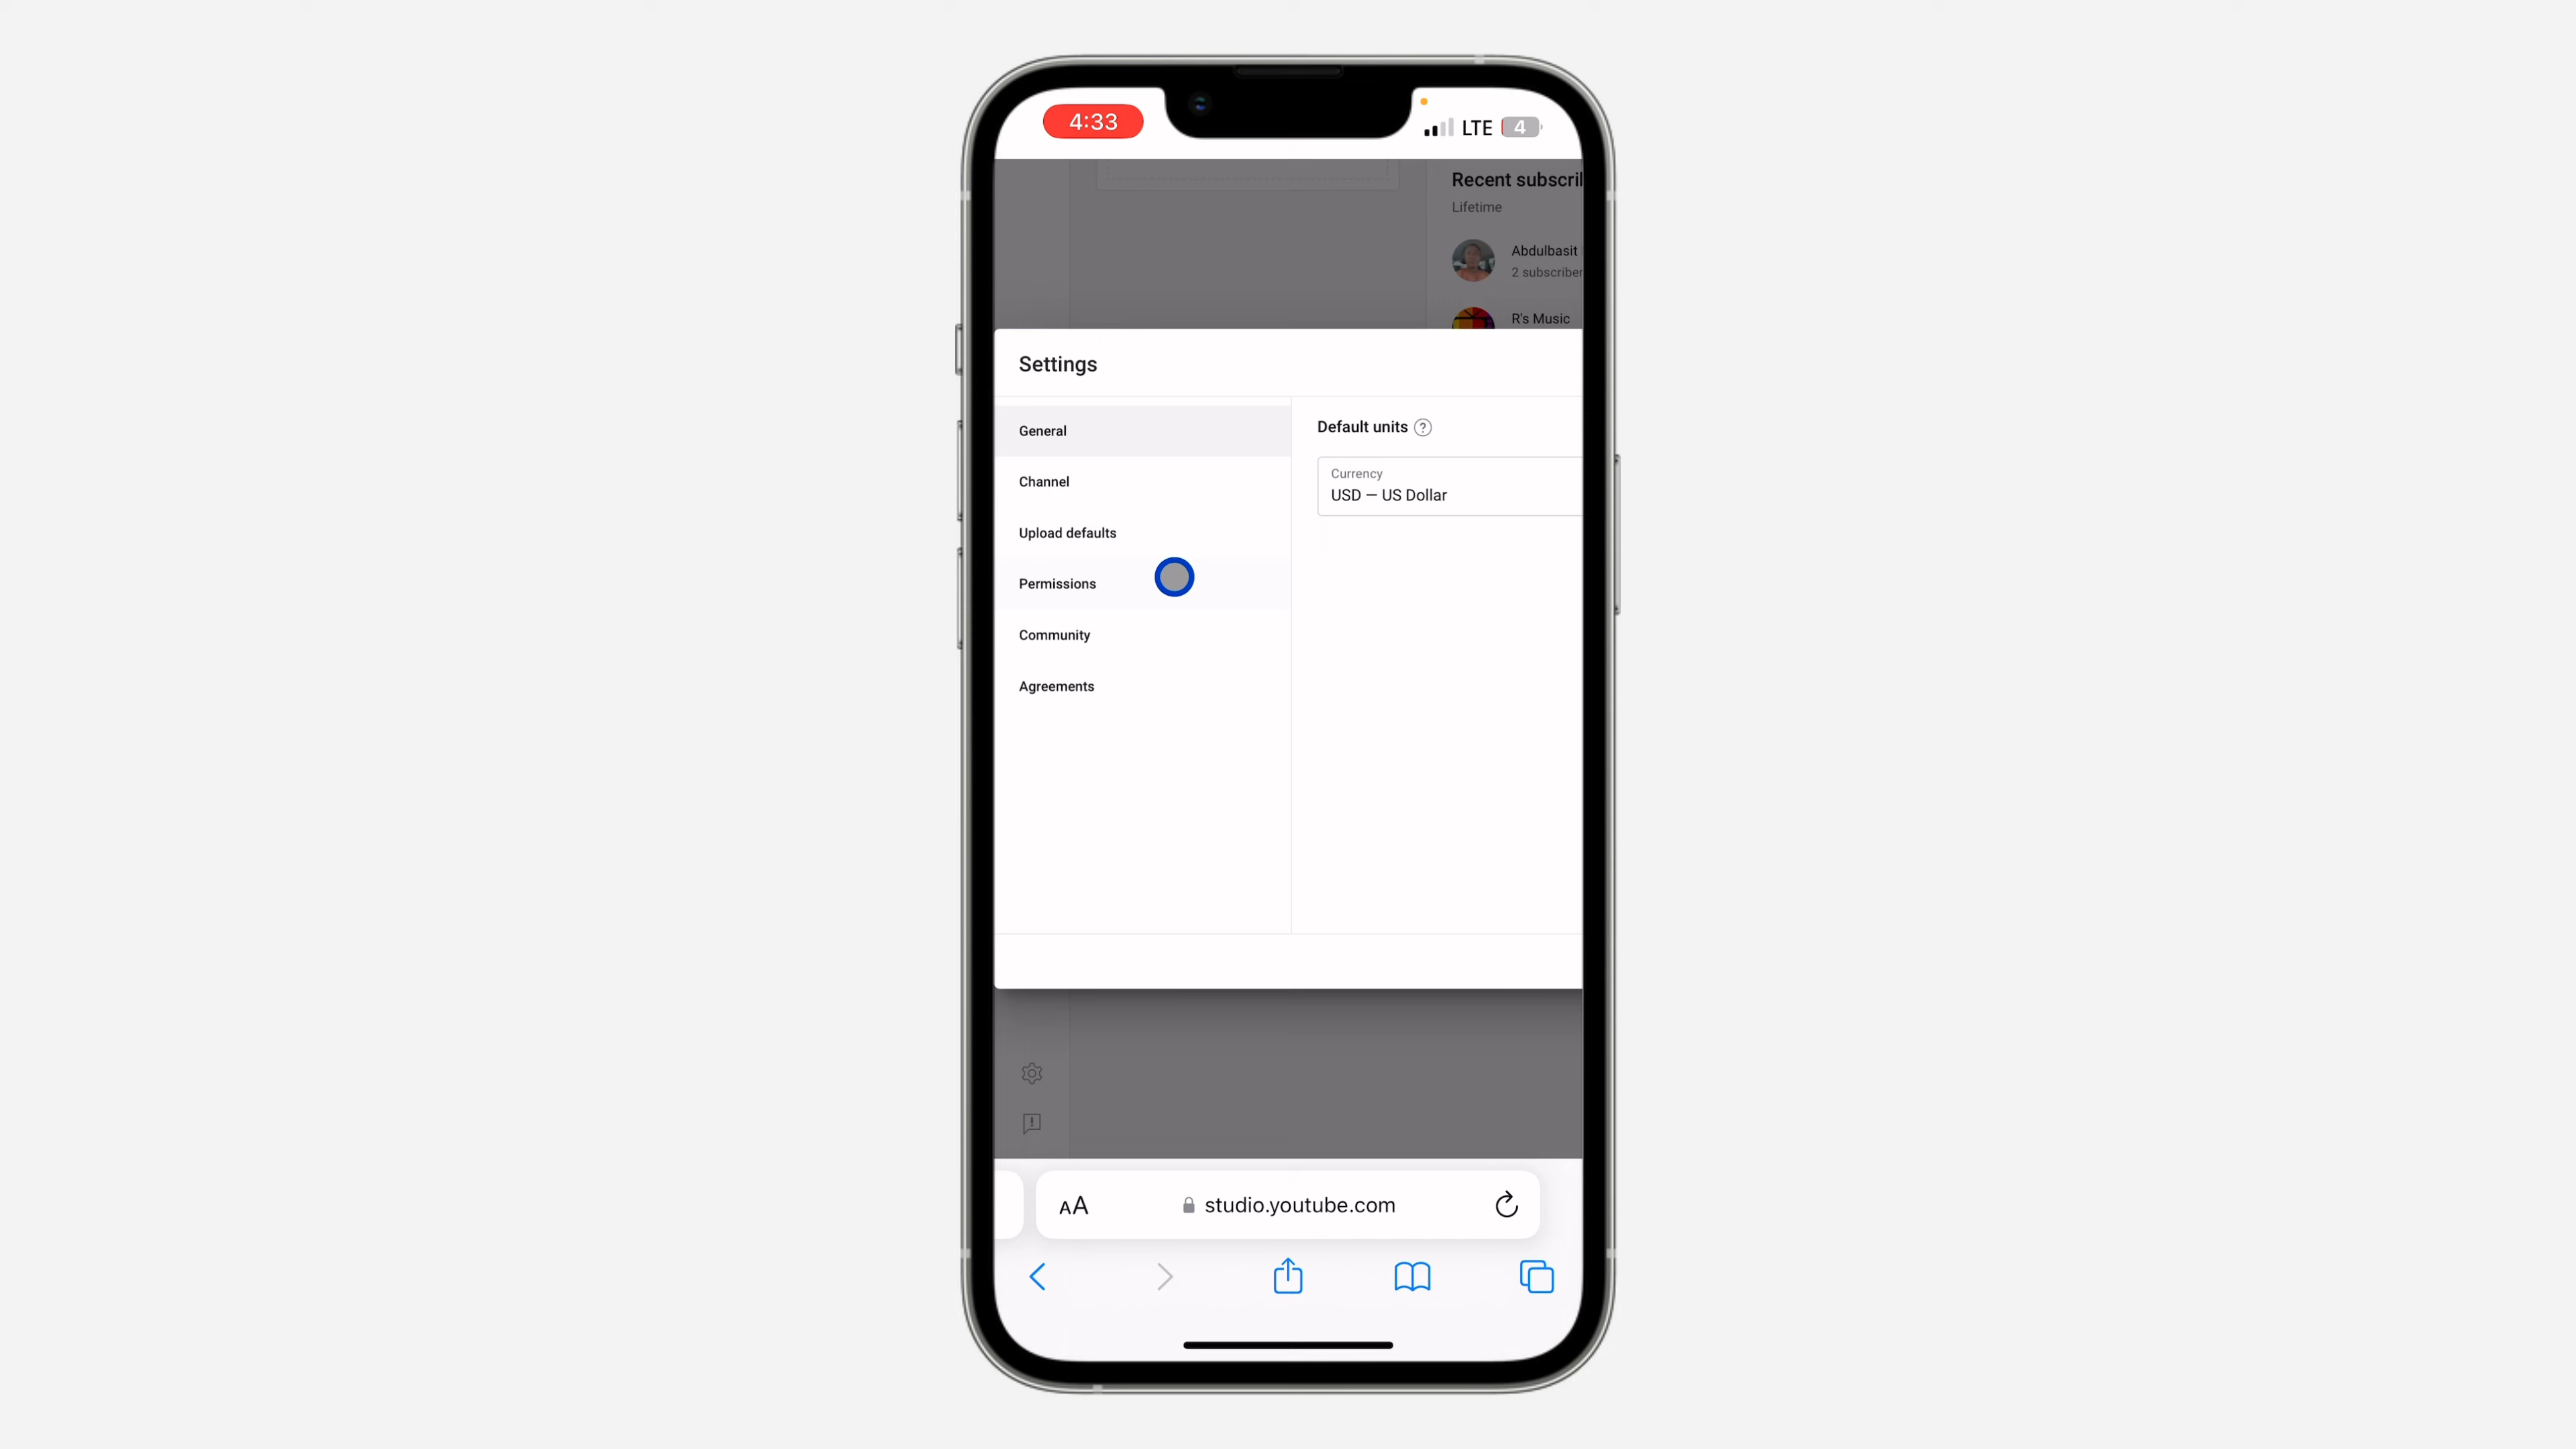 4:33
LTE 4
Recent subscri
Lifetime
Abdulbasit
2 subscriber
R's Music
Settings
General
Channel
Upload defaults
Permissions
Community
Agreements
Default units ?
Currency
USD — US Dollar
AA studio.youtube.com